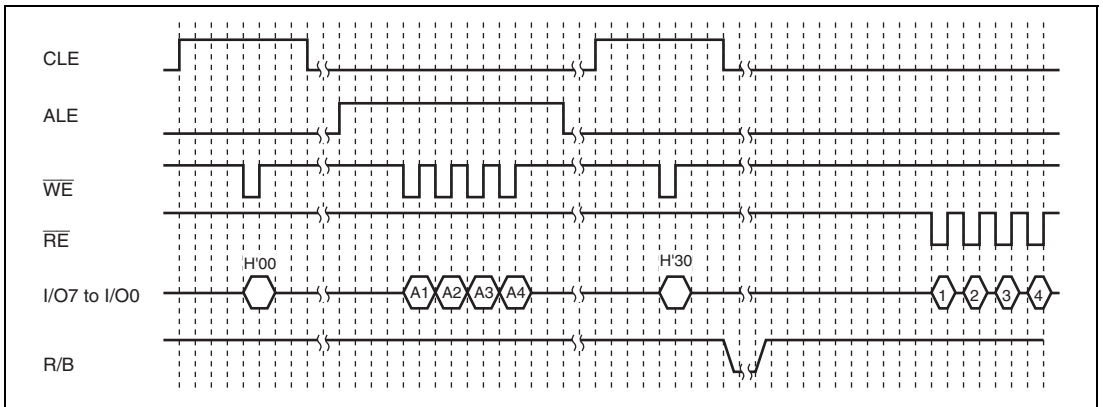 CLE
ALE
WE
RE
H'00
H'30
I/O7 to I/O0
A1 A2 A3 A4
1 2 3 4
R/B